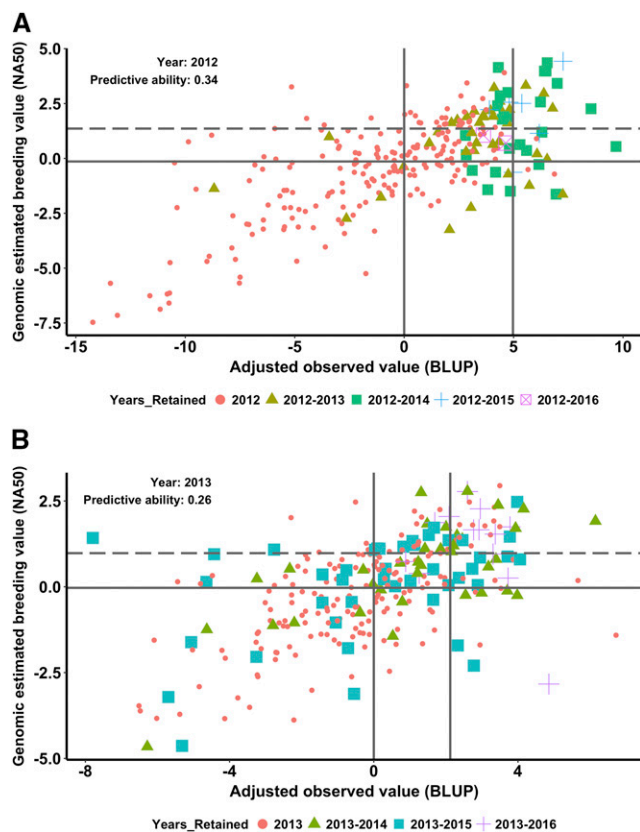 A
Genomic estimated breeding value (NA50)
Year: 2012
Predictive ability: 0.34
5.0
2.5
0.0
-2.5
-5.0
-7.5
-15 -10 -5 0 5 10
Adjusted observed value (BLUP)
Years_Retained 2012 2012-2013 2012-2014 2012-2015 2012-2016
B
Genomic estimated breeding value (NA50)
Year: 2013
Predictive ability: 0.26
2.5
0.0
-2.5
-5.0
-8 -4 0 4
Adjusted observed value (BLUP)
Years_Retained 2013 2013-2014 2013-2015 2013-2016